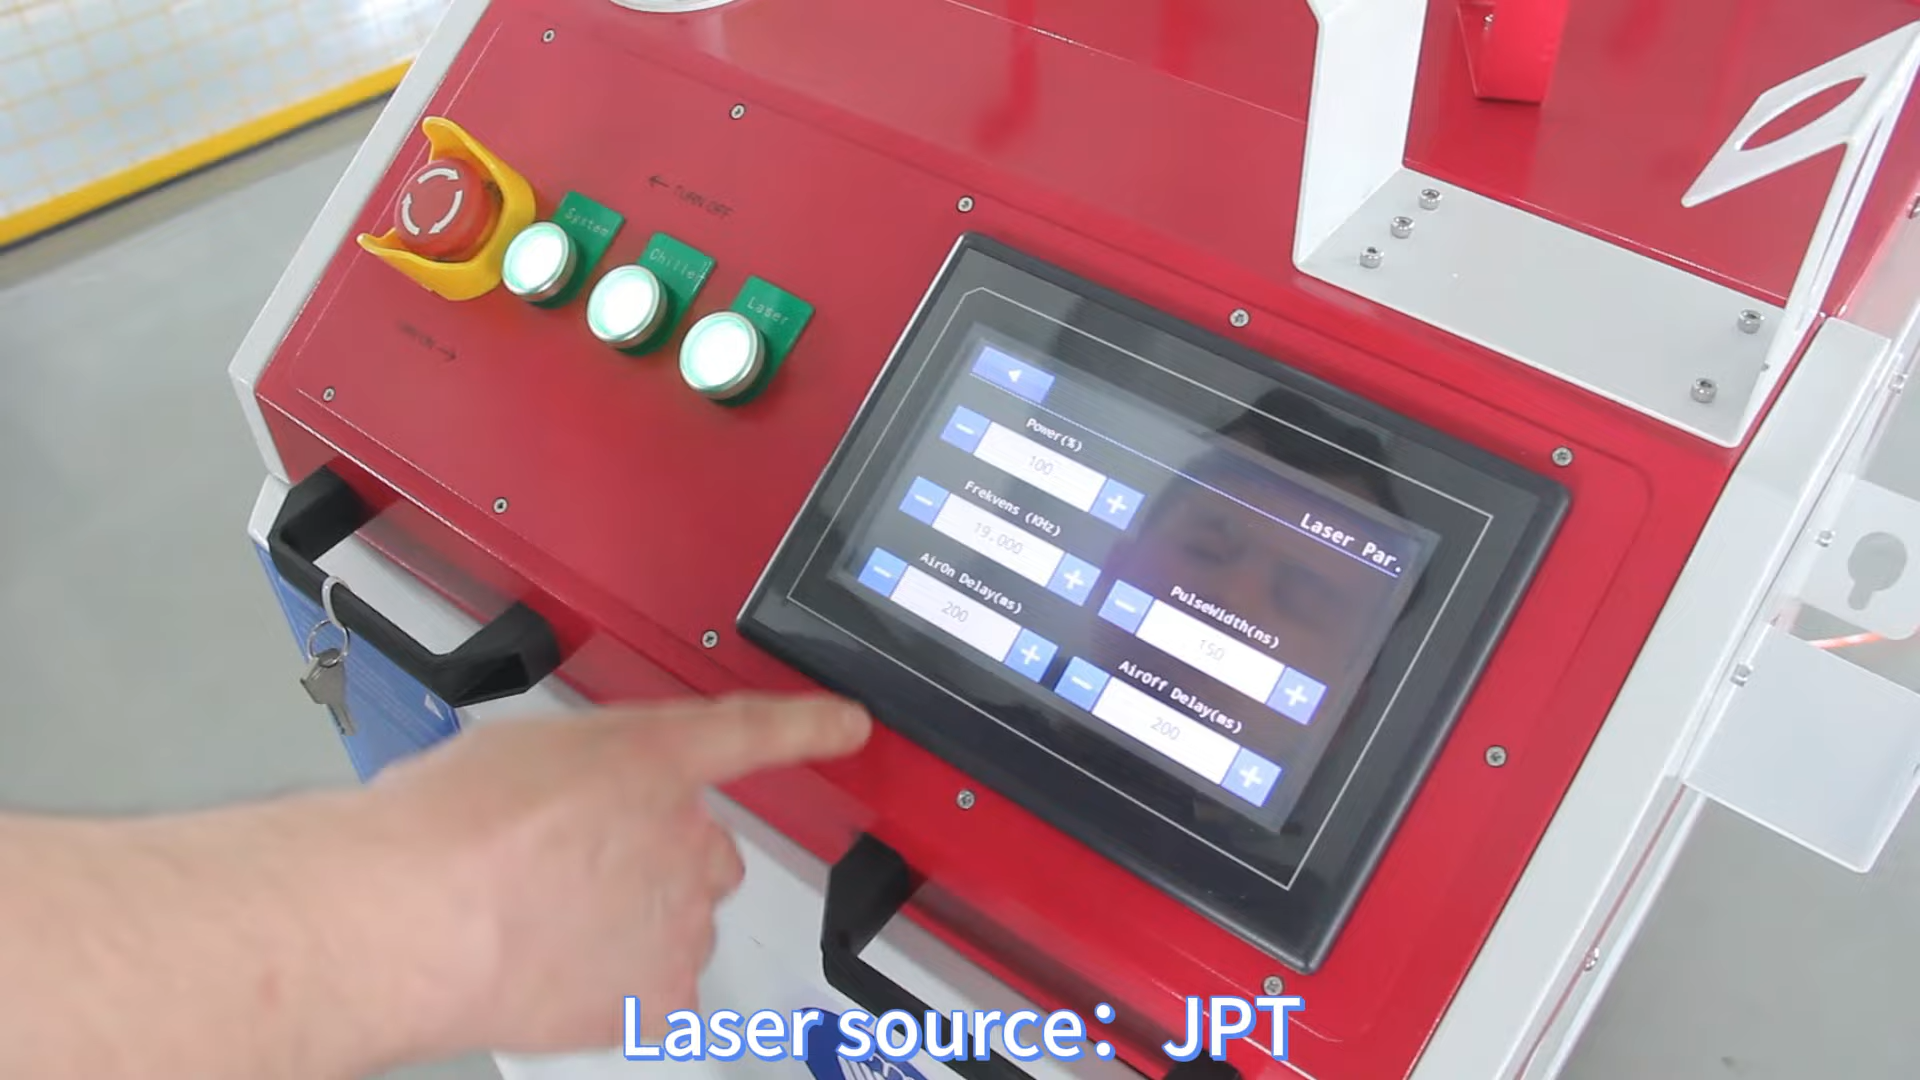 ← TURN OFF
System
Chiller
Laser
Laser Par.
Power(%)
100
Frekvens (KHz)
19.000
PulseWidth(ns)
150
AirOn Delay(ms)
200
AirOff Delay(ms)
200
Laser source：JPT